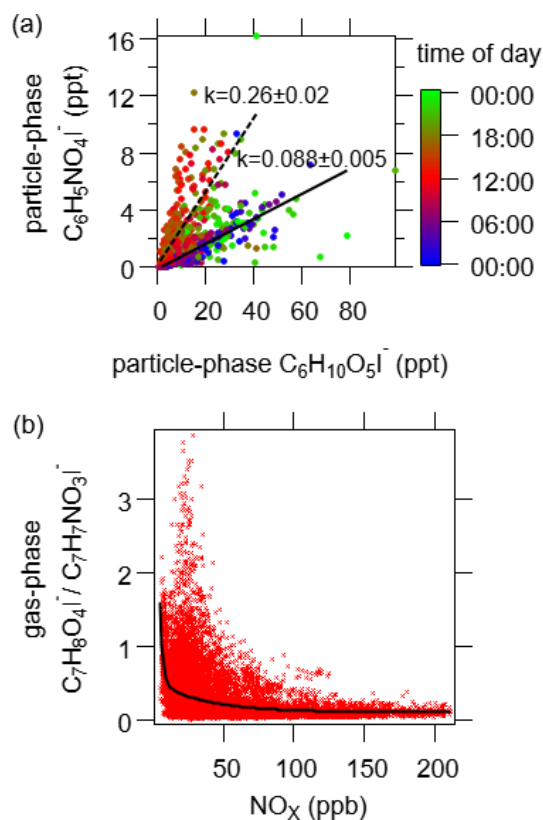 (a)
particle-phase
C₆H₅NO₄I⁻ (ppt)
16
12
8
4
0
k=0.26±0.02
k=0.088±0.005
0
20
40
60
80
particle-phase C₆H₁₀O₅I⁻ (ppt)
time of day
00:00
18:00
12:00
06:00
00:00
(b)
gas-phase
C₇H₈O₄I⁻/ C₇H₇NO₃I⁻
3
2
1
0
50
100
150
200
NOX (ppb)